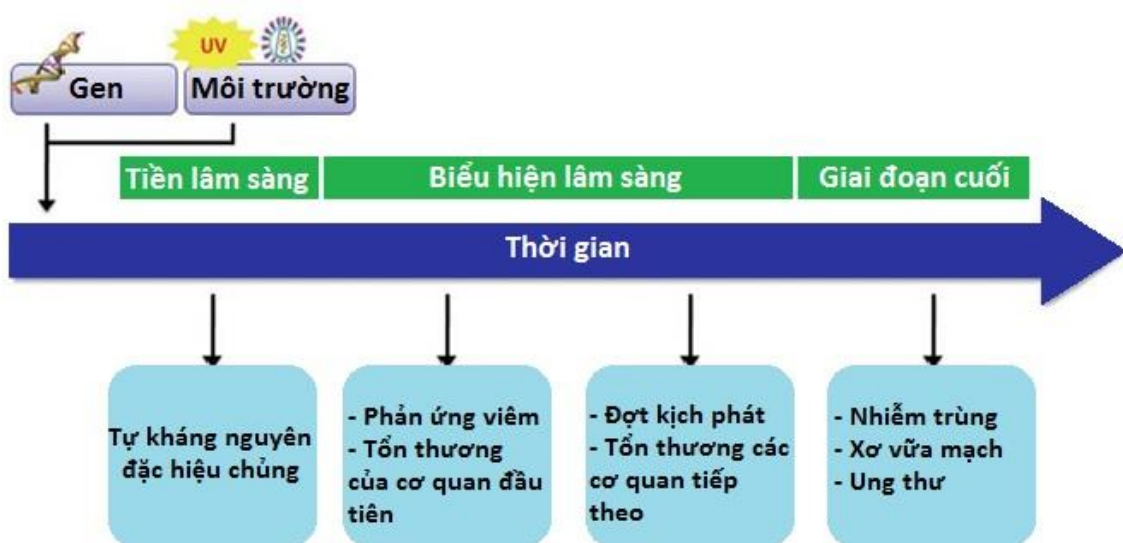 UV
Gen
Môi trường
Tiền lâm sàng
Biểu hiện lâm sàng
Giai đoạn cuối
Thời gian
Tự kháng nguyên
đặc hiệu chủng
- Phản ứng viêm
- Tổn thương
của cơ quan đầu
tiên
- Đợt kịch phát
- Tổn thương các
cơ quan tiếp
theo
- Nhiễm trùng
- Xơ vữa mạch
- Ung thư